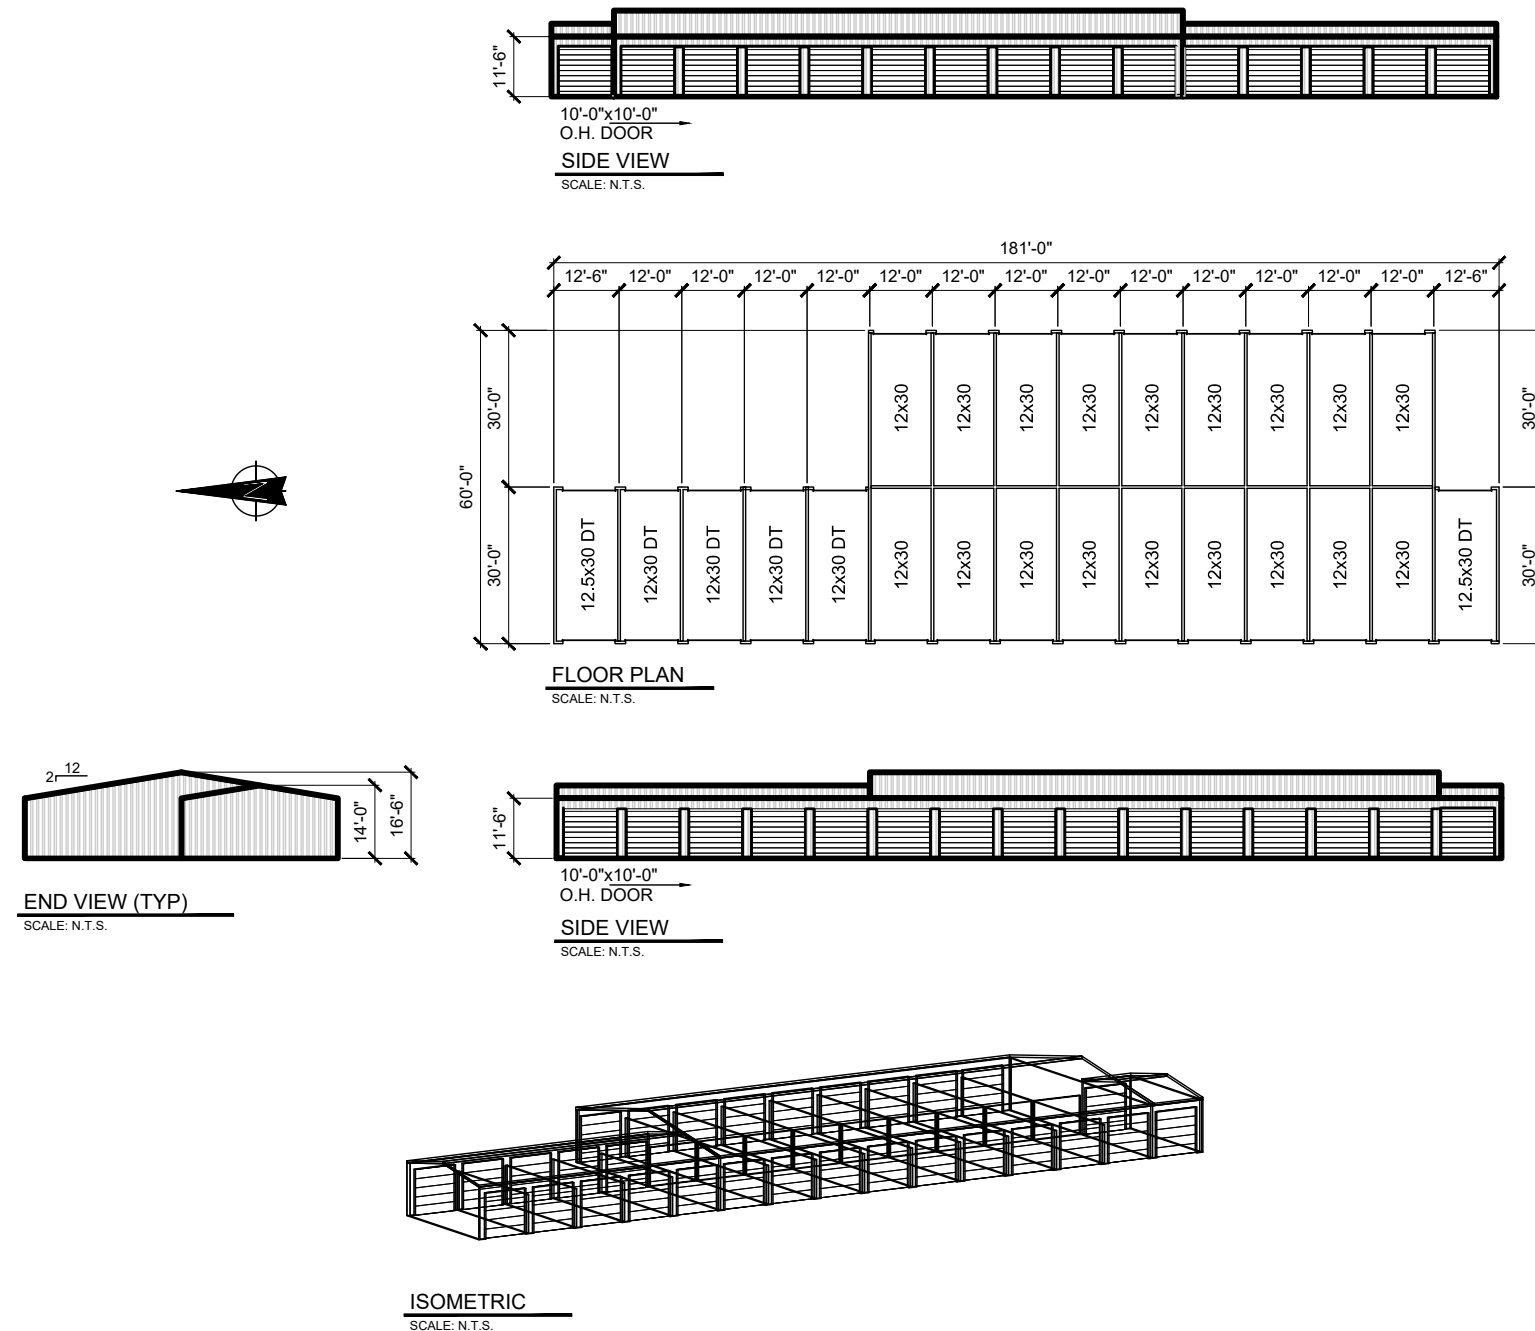 11'-6"
10'-0"x10'-0"
O.H. DOOR
SIDE VIEW
SCALE: N.T.S.
181'-0"
12'-6" 12'-0" 12'-0" 12'-0" 12'-0" 12'-0" 12'-0" 12'-0" 12'-0" 12'-0" 12'-0" 12'-0" 12'-0" 12'-0" 12'-6"
30'-0"
60'-0"
30'-0"
12x30 12x30 12x30 12x30 12x30 12x30 12x30 12x30 12x30
30'-0"
12.5x30 DT 12x30 DT 12x30 DT 12x30 DT 12x30 DT 12x30 12x30 12x30 12x30 12x30 12x30 12x30 12x30 12x30 12.5x30 DT
30'-0"
N
FLOOR PLAN
SCALE: N.T.S.
12
2
14'-0"
16'-6"
END VIEW (TYP)
SCALE: N.T.S.
11'-6"
10'-0"x10'-0"
O.H. DOOR
SIDE VIEW
SCALE: N.T.S.
ISOMETRIC
SCALE: N.T.S.